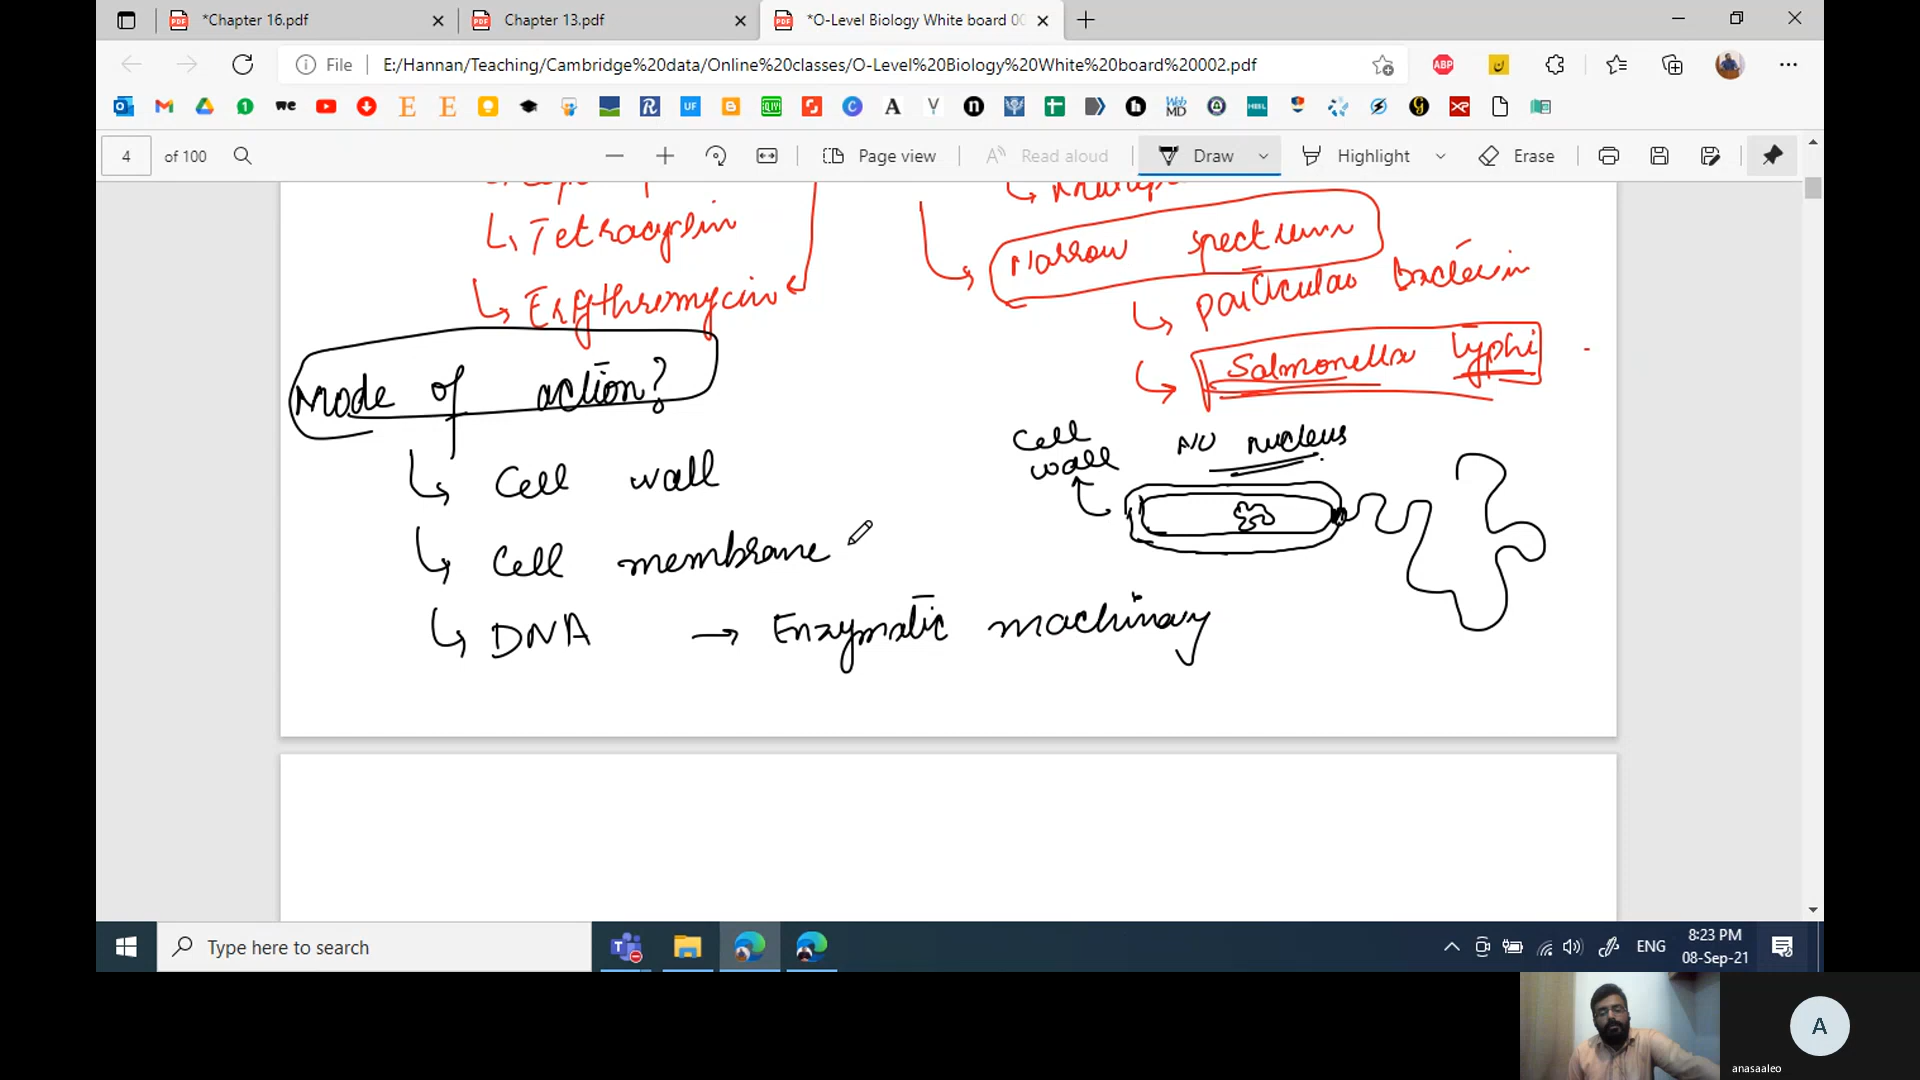 *Chapter 16.pdf
Chapter 13.pdf
*O-Level Biology White board 00
File
E:/Hannan/Teaching/Cambridge%20data/Online%20classes/O-Level%20Biology%20White%20board%20002.pdf
4 of 100
Page view
Read aloud
Draw
Highlight
Erase
Tetracyslin
Erythromycin
Narrow spectrum
particular bacteria
Salmonella typhi
Mode of action?
Cell wall
Cell membrane
DNA → Enzymatic machinary
Cell wall
NO nucleus
Type here to search
ENG
8:23 PM
08-Sep-21
A
anasaaleo